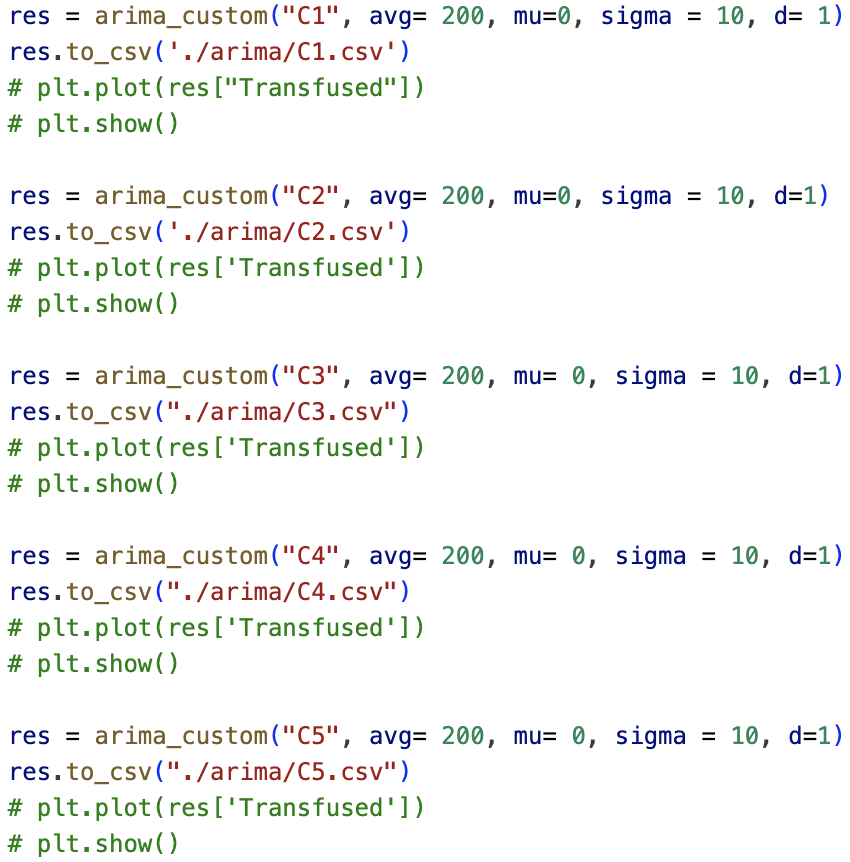 res = arima_custom("C1", avg= 200, mu=0, sigma = 10, d= 1)
res.to_csv('./arima/C1.csv')
# plt.plot(res["Transfused"])
# plt.show()

res = arima_custom("C2", avg= 200, mu=0, sigma = 10, d=1)
res.to_csv('./arima/C2.csv')
# plt.plot(res['Transfused'])
# plt.show()

res = arima_custom("C3", avg= 200, mu= 0, sigma = 10, d=1)
res.to_csv("./arima/C3.csv")
# plt.plot(res['Transfused'])
# plt.show()

res = arima_custom("C4", avg= 200, mu= 0, sigma = 10, d=1)
res.to_csv("./arima/C4.csv")
# plt.plot(res['Transfused'])
# plt.show()

res = arima_custom("C5", avg= 200, mu= 0, sigma = 10, d=1)
res.to_csv("./arima/C5.csv")
# plt.plot(res['Transfused'])
# plt.show()